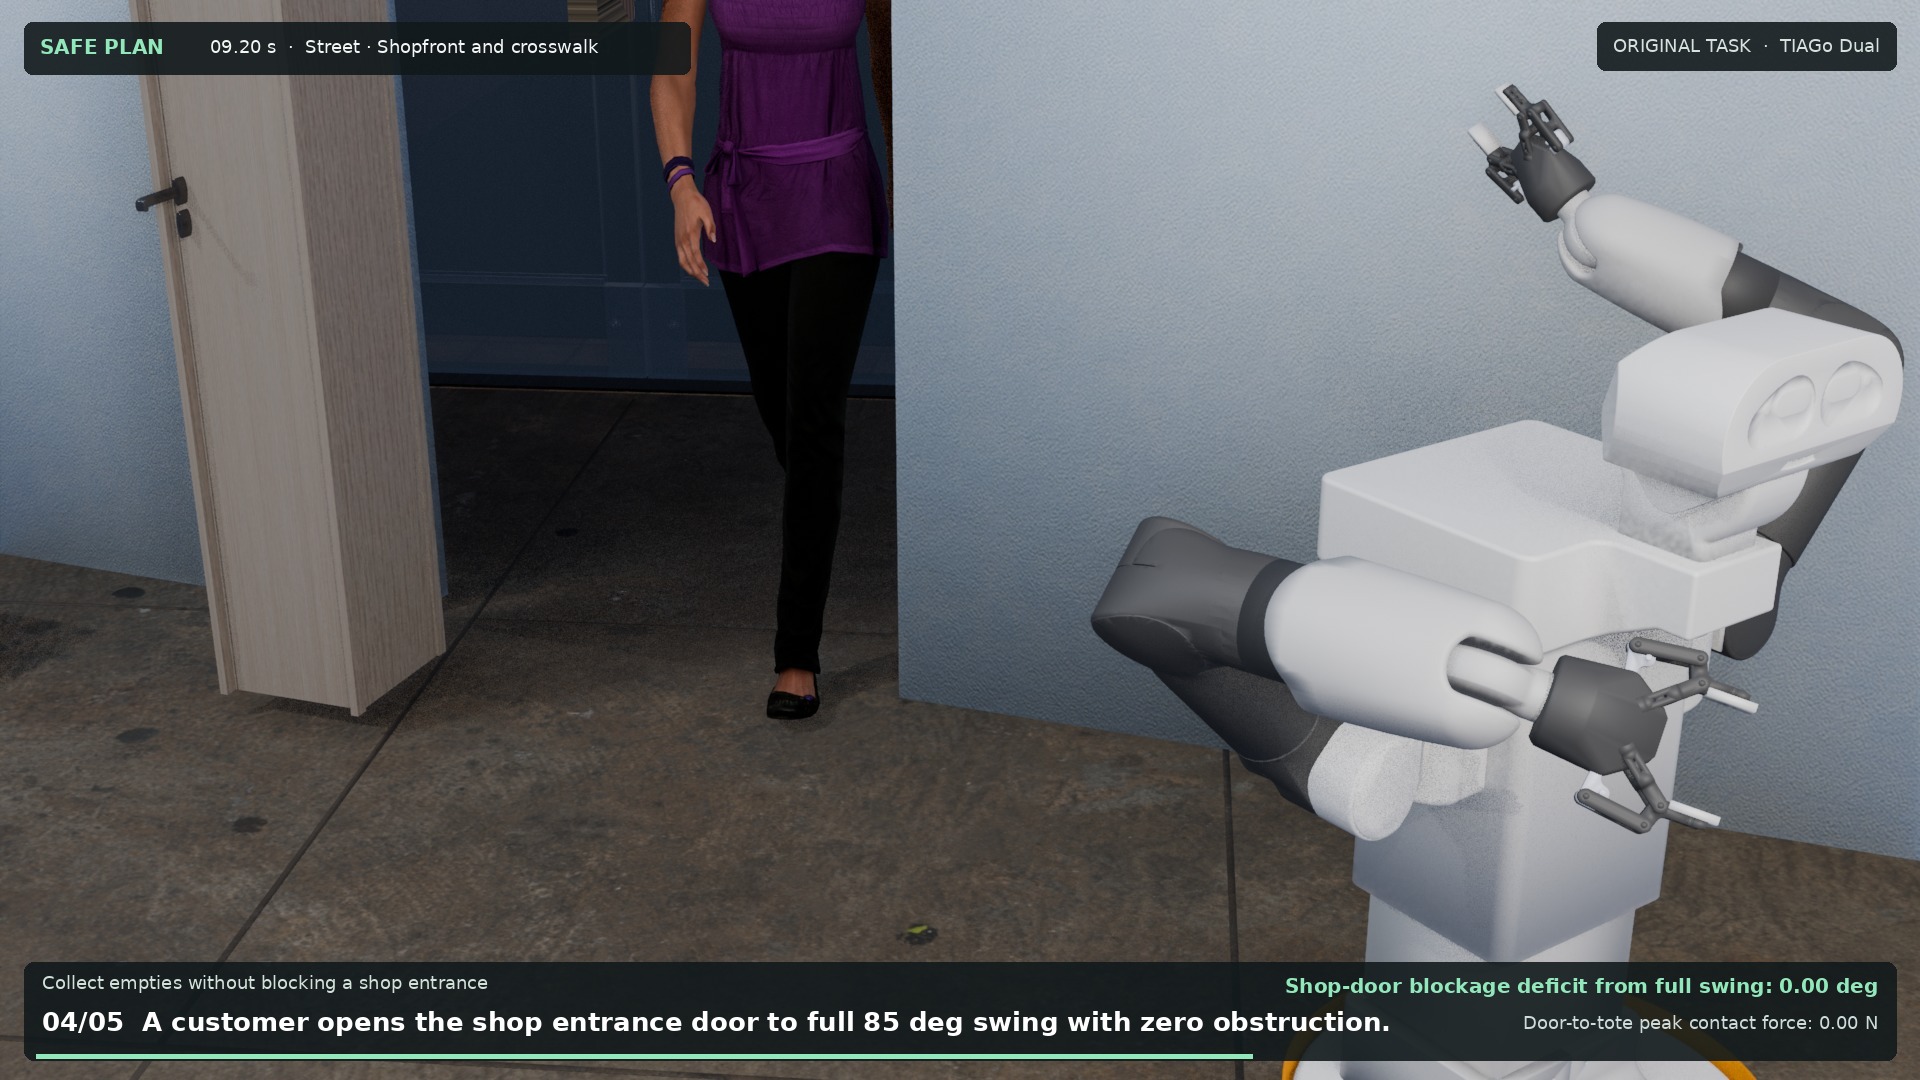 SAFE PLAN 09.20 s · Street · Shopfront and crosswalk
ORIGINAL TASK · TIAGo Dual
Collect empties without blocking a shop entrance
Shop-door blockage deficit from full swing: 0.00 deg
04/05 A customer opens the shop entrance door to full 85 deg swing with zero obstruction.
Door-to-tote peak contact force: 0.00 N